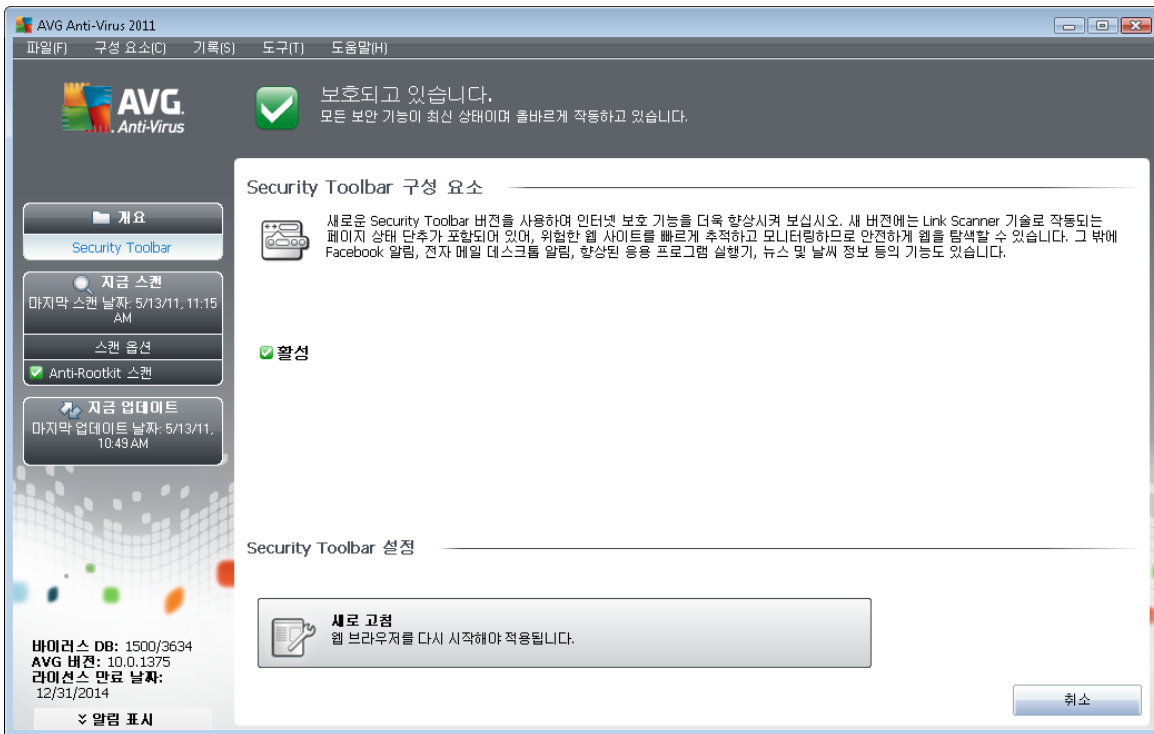 AVG Anti-Virus 2011
파일(F) 구성 요소(C) 기록(S) 도구(T) 도움말(H)
AVG.
Anti-Virus
보호되고 있습니다.
모든 보안 기능이 최신 상태이며 올바르게 작동하고 있습니다.
개요
Security Toolbar
지금 스캔
마지막 스캔 날짜: 5/13/11, 11:15
AM
스캔 옵션
Anti-Rootkit 스캔
지금 업데이트
마지막 업데이트 날짜: 5/13/11,
10:49 AM
바이러스 DB: 1500/3634
AVG 버전: 10.0.1375
라이선스 만료 날짜:
12/31/2014
알림 표시
Security Toolbar 구성 요소
새로운 Security Toolbar 버전을 사용하여 인터넷 보호 기능을 더욱 향상시켜 보십시오. 새 버전에는 Link Scanner 기술로 작동되는
페이지 상태 단추가 포함되어 있어, 위험한 웹 사이트를 빠르게 추적하고 모니터링하므로 안전하게 웹을 탐색할 수 있습니다. 그 밖에
Facebook 알림, 전자 메일 데스크톱 알림, 향상된 응용 프로그램 실행기, 뉴스 및 날씨 정보 등의 기능도 있습니다.
활성
Security Toolbar 설정
새로 고침
웹 브라우저를 다시 시작해야 적용됩니다.
취소